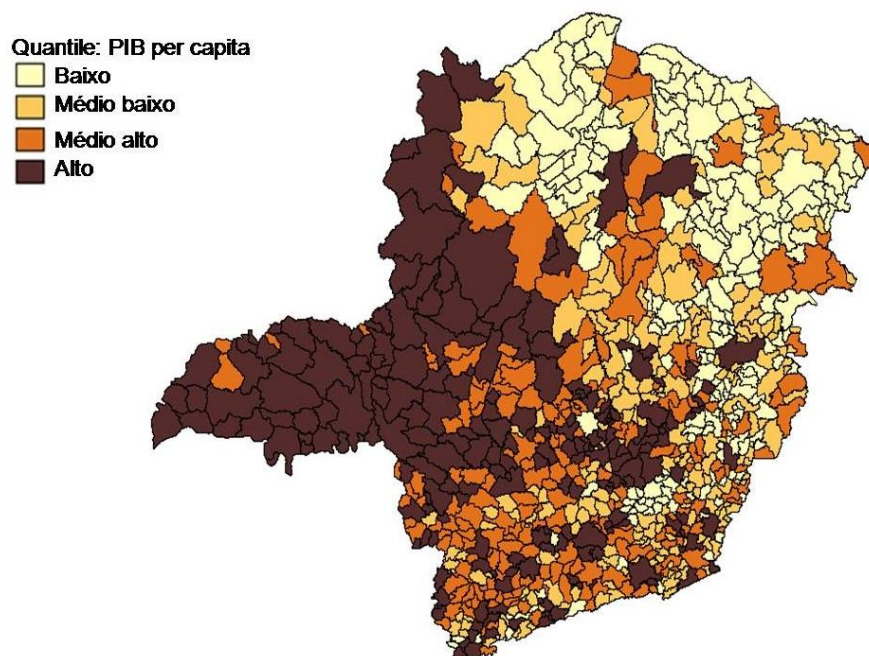 Quantile: PIB per capita
Baixo
Médio baixo
Médio alto
Alto